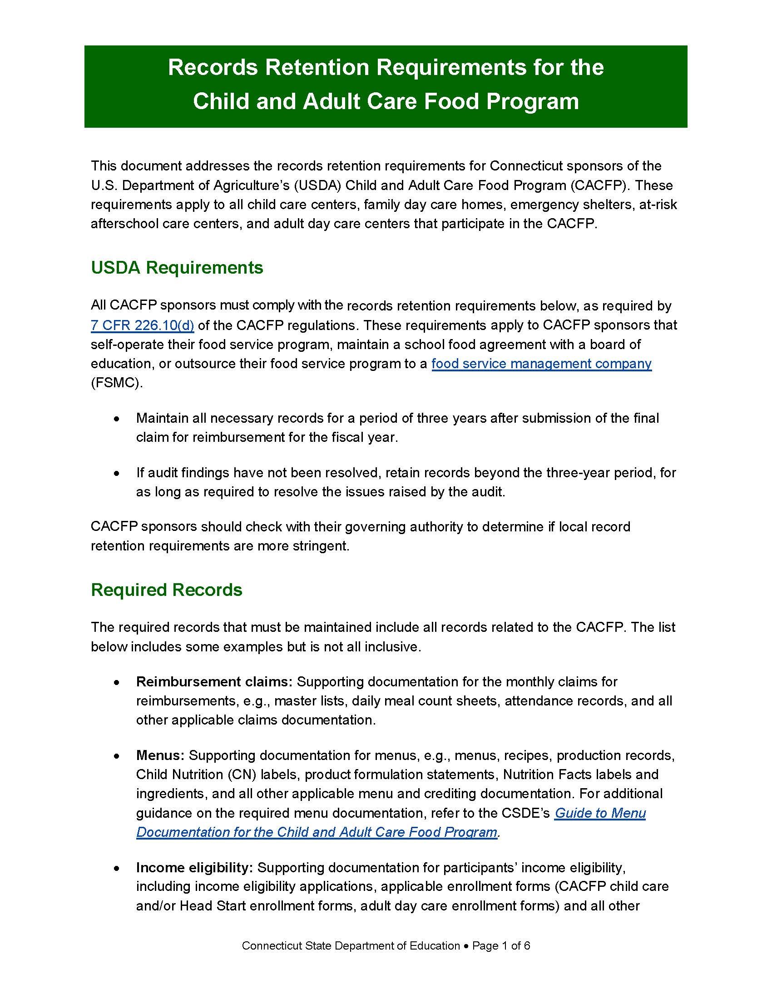 Records Retention Requirements for the
Child and Adult Care Food Program
This document addresses the records retention requirements for Connecticut sponsors of the
U.S. Department of Agriculture’s (USDA) Child and Adult Care Food Program (CACFP). These
requirements apply to all child care centers, family day care homes, emergency shelters, at-risk
afterschool care centers, and adult day care centers that participate in the CACFP.
USDA Requirements
All CACFP sponsors must comply with the records retention requirements below, as required by
7 CFR 226.10(d) of the CACFP regulations. These requirements apply to CACFP sponsors that
self-operate their food service program, maintain a school food agreement with a board of
education, or outsource their food service program to a food service management company
(FSMC).
• Maintain all necessary records for a period of three years after submission of the final
claim for reimbursement for the fiscal year.
• If audit findings have not been resolved, retain records beyond the three-year period, for
as long as required to resolve the issues raised by the audit.
CACFP sponsors should check with their governing authority to determine if local record
retention requirements are more stringent.
Required Records
The required records that must be maintained include all records related to the CACFP. The list
below includes some examples but is not all inclusive.
• Reimbursement claims: Supporting documentation for the monthly claims for
reimbursements, e.g., master lists, daily meal count sheets, attendance records, and all
other applicable claims documentation.
• Menus: Supporting documentation for menus, e.g., menus, recipes, production records,
Child Nutrition (CN) labels, product formulation statements, Nutrition Facts labels and
ingredients, and all other applicable menu and crediting documentation. For additional
guidance on the required menu documentation, refer to the CSDE’s Guide to Menu
Documentation for the Child and Adult Care Food Program.
• Income eligibility: Supporting documentation for participants’ income eligibility,
including income eligibility applications, applicable enrollment forms (CACFP child care
and/or Head Start enrollment forms, adult day care enrollment forms) and all other
Connecticut State Department of Education • Page 1 of 6